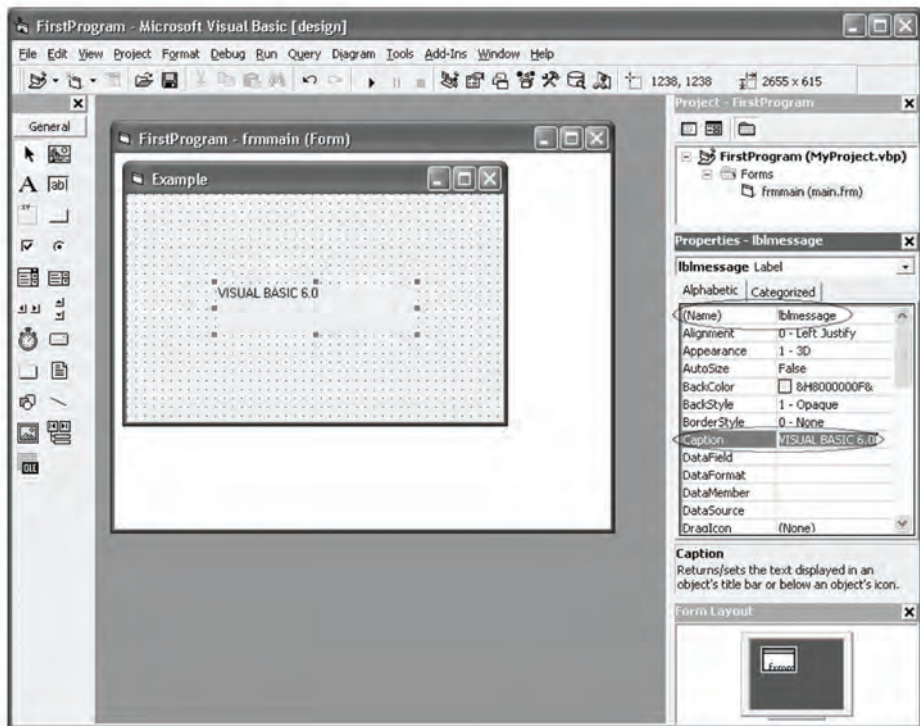 FirstProgram - Microsoft Visual Basic [design]
File Edit View Project Format Debug Run Query Diagram Tools Add-Ins Window Help
1238, 1238 2655 x 615
General
A ab|
XY
OLE
FirstProgram - frmmain (Form)
Example
VISUAL BASIC 6.0
Project - FirstProgram
FirstProgram (MyProject.vbp)
Forms
frmmain (main.frm)
Properties - lblmessage
lblmessage Label
Alphabetic Categorized
(Name) lblmessage
Alignment 0 - Left Justify
Appearance 1 - 3D
AutoSize False
BackColor &H8000000F&
BackStyle 1 - Opaque
BorderStyle 0 - None
Caption VISUAL BASIC 6.0
DataField
DataFormat
DataMember
DataSource
DragIcon (None)
Caption
Returns/sets the text displayed in an
object's title bar or below an object's icon.
Form Layout